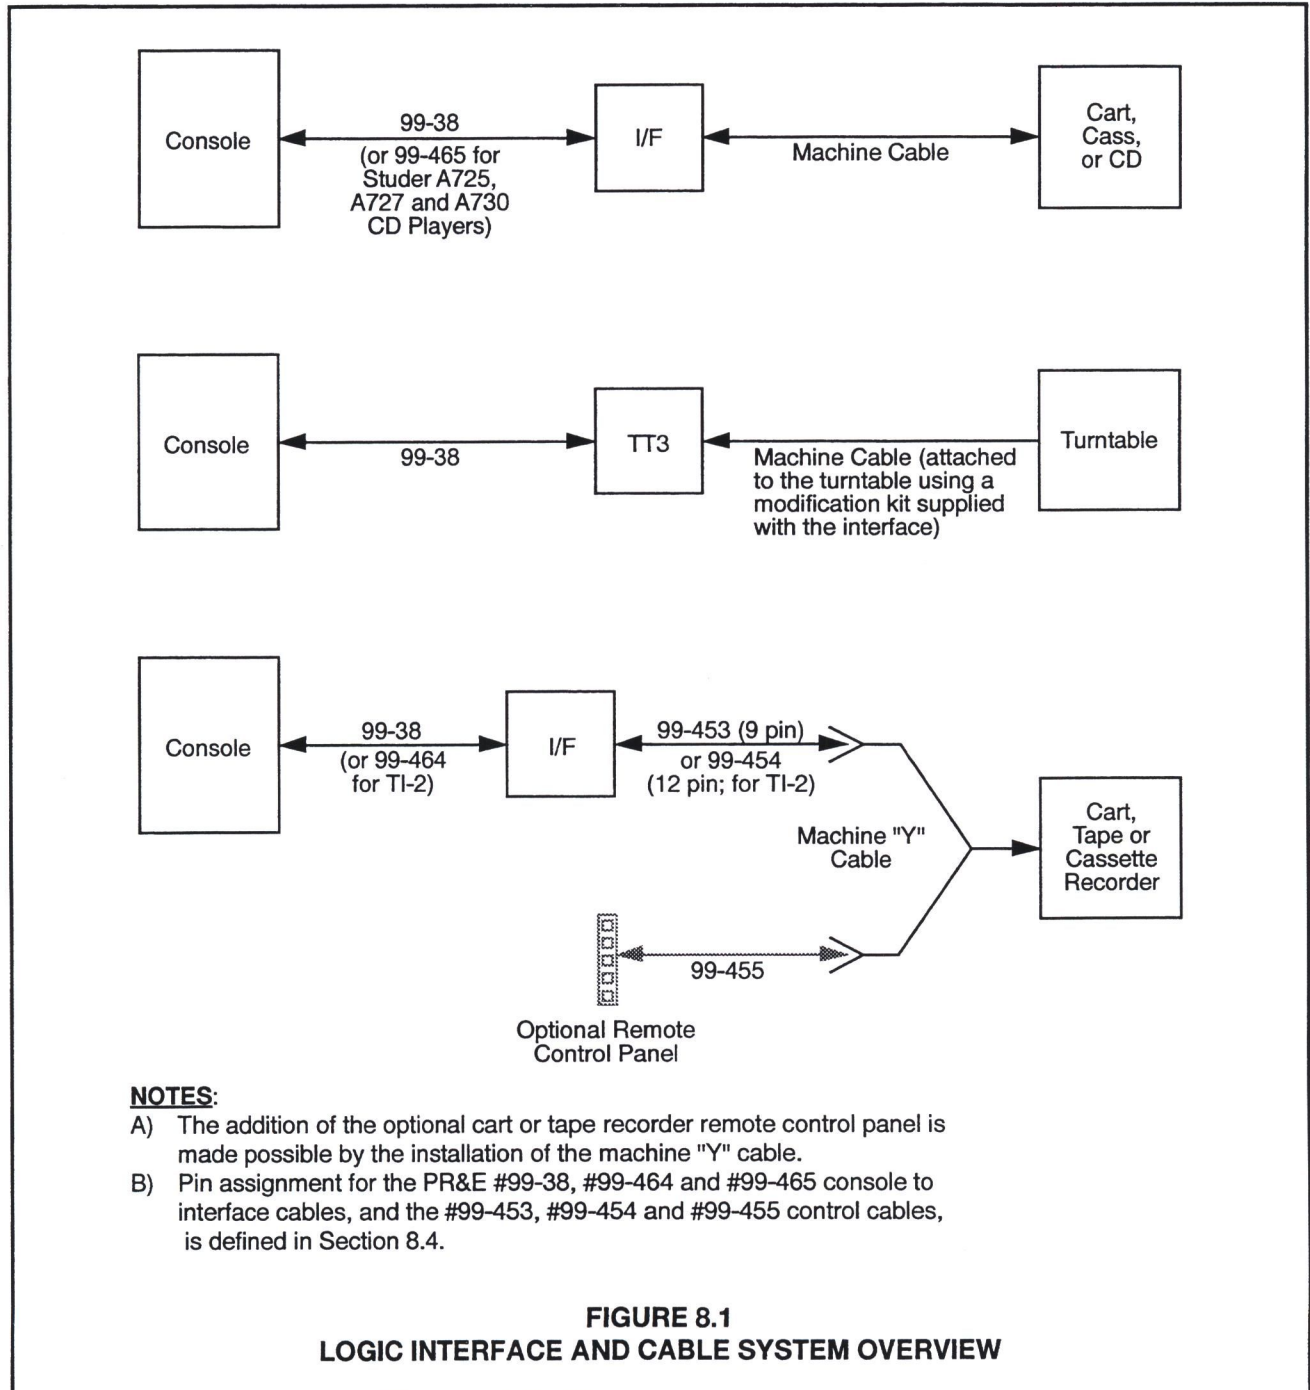 Console
99-38
(or 99-465 for
Studer A725,
A727 and A730
CD Players)
I/F
Machine Cable
Cart,
Cass,
or CD
Console
99-38
TT3
Machine Cable (attached
to the turntable using a
modification kit supplied
with the interface)
Turntable
Console
99-38
(or 99-464
for TI-2)
I/F
99-453 (9 pin)
or 99-454
(12 pin; for TI-2)
Machine "Y"
Cable
Cart,
Tape or
Cassette
Recorder
99-455
Optional Remote
Control Panel
NOTES:
A) The addition of the optional cart or tape recorder remote control panel is
made possible by the installation of the machine "Y" cable.
B) Pin assignment for the PR&E #99-38, #99-464 and #99-465 console to
interface cables, and the #99-453, #99-454 and #99-455 control cables,
is defined in Section 8.4.
FIGURE 8.1
LOGIC INTERFACE AND CABLE SYSTEM OVERVIEW